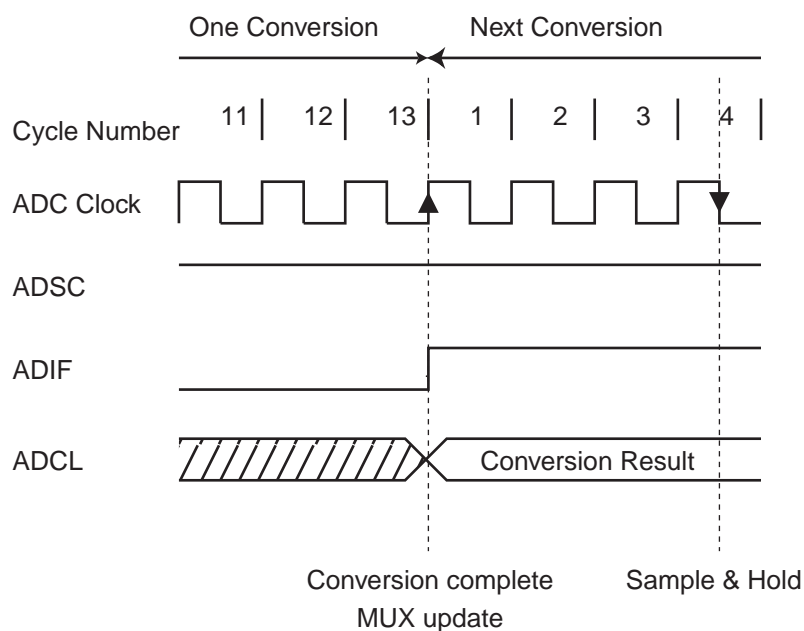 One Conversion Next Conversion
Cycle Number 11 12 13 1 2 3 4
ADC Clock
ADSC
ADIF
ADCL Conversion Result
Conversion complete Sample & Hold
MUX update